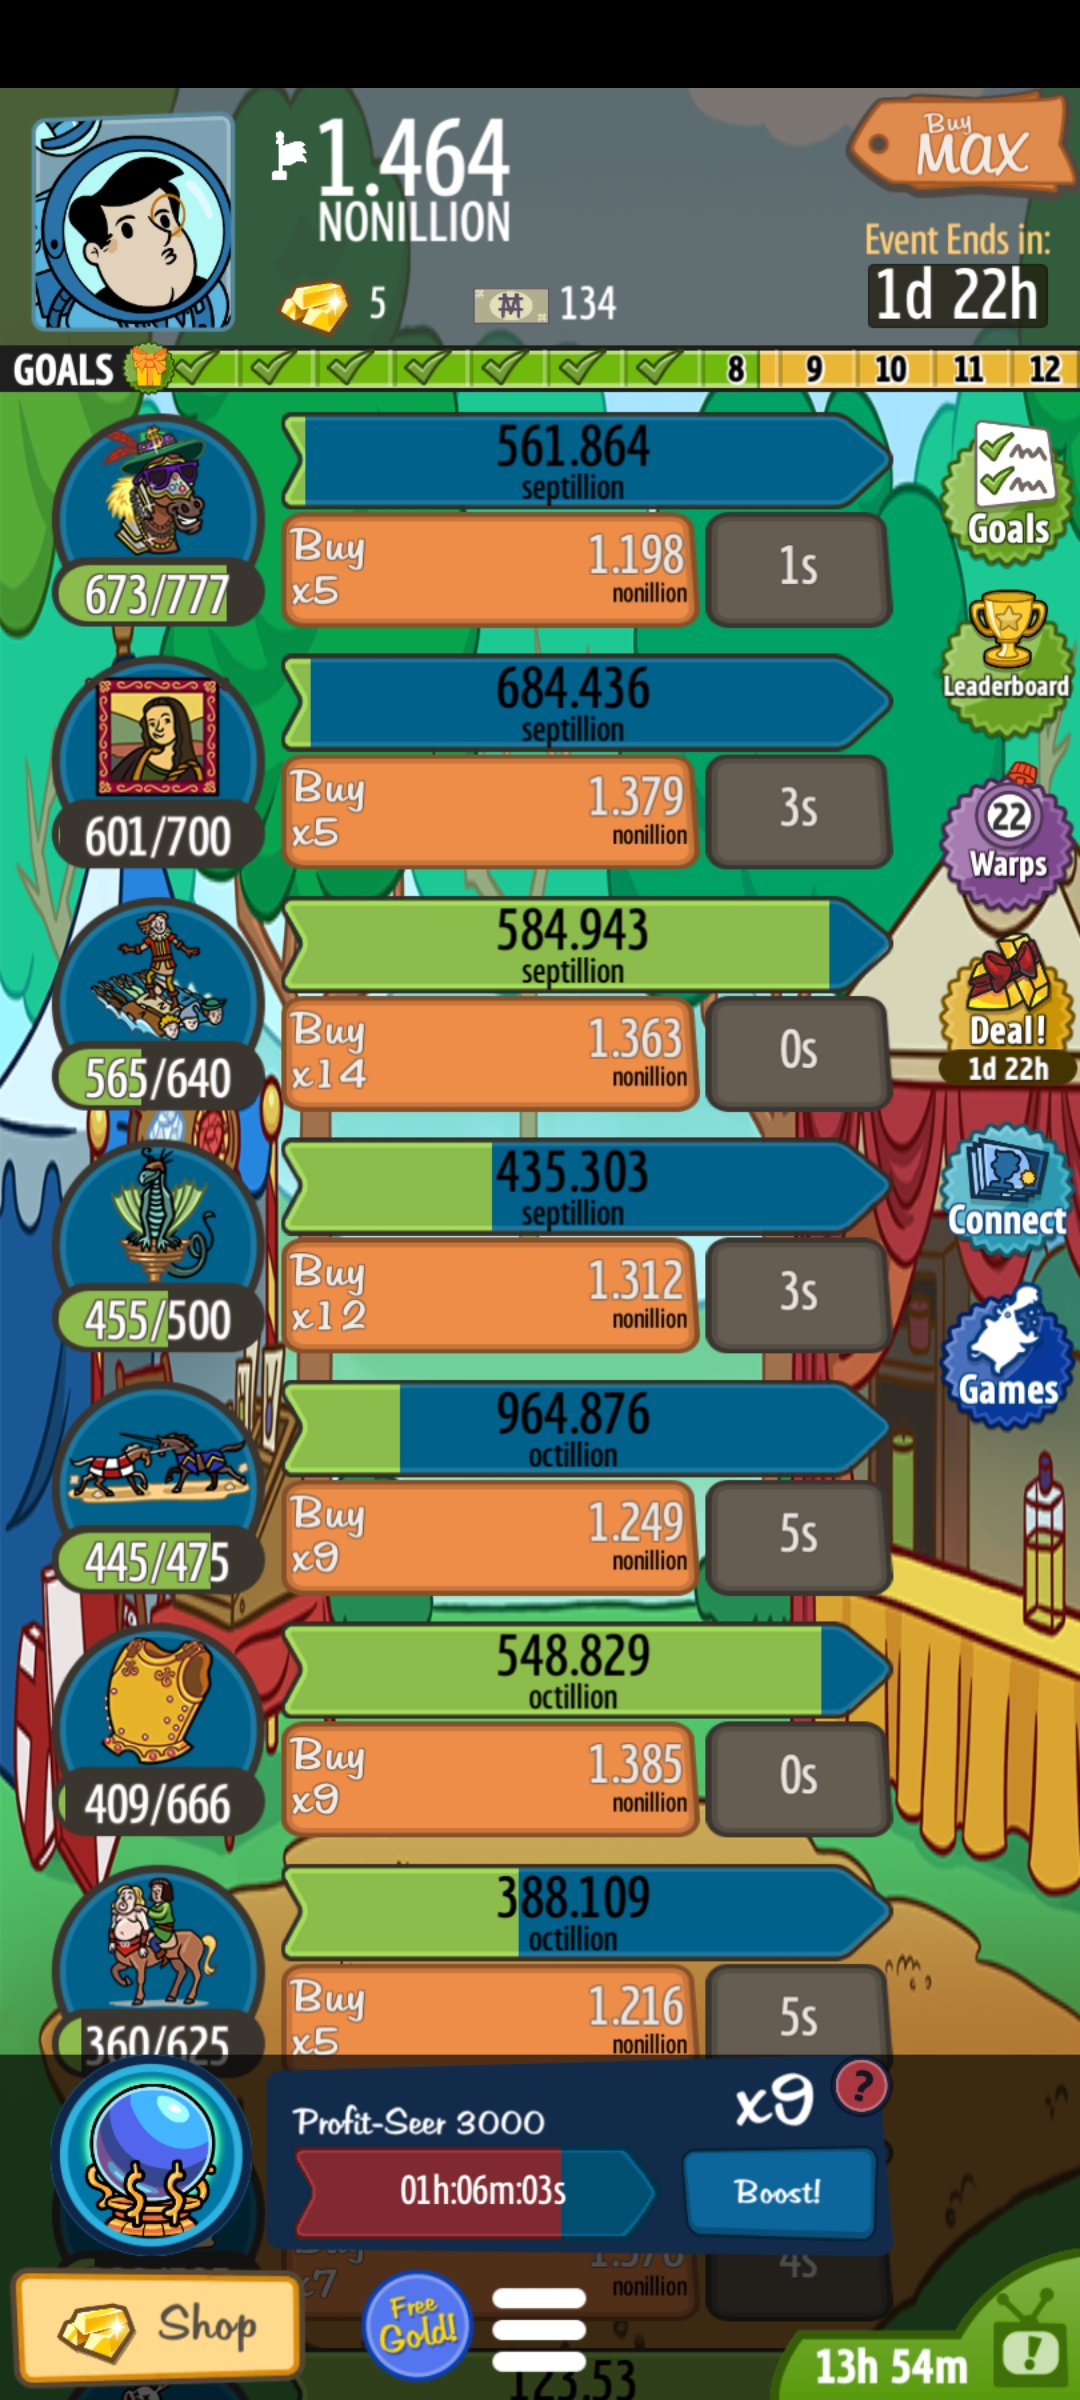 1.464
NONILLION
5
134
Buy
MAX
Event Ends in:
1d 22h
GOALS
8 9 10 11 12
561.864
septillion
673/777
Buy
x5
1.198
nonillion
1s
684.436
septillion
601/700
Buy
x5
1.379
nonillion
3s
584.943
septillion
565/640
Buy
x14
1.363
nonillion
0s
435.303
septillion
455/500
Buy
x12
1.312
nonillion
3s
964.876
octillion
445/475
Buy
x9
1.249
nonillion
5s
548.829
octillion
409/666
Buy
x9
1.385
nonillion
0s
388.109
octillion
360/625
Buy
x5
1.216
nonillion
5s
Goals
Leaderboard
22
Warps
Deal!
1d 22h
Connect
Games
Profit-Seer 3000
x9
?
01h:06m:03s
Boost!
x7
nonillion
4s
Shop
Free
Gold!
123.53
13h 54m
!